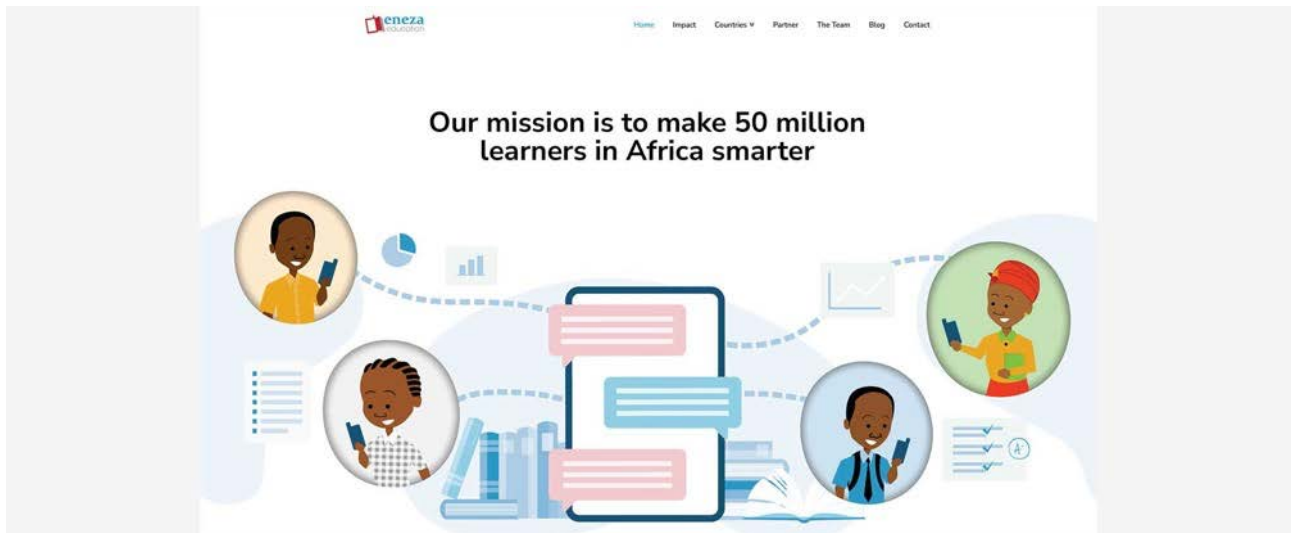 eneza
education
Home Impact Countries Partner The Team Blog Contact
Our mission is to make 50 million
learners in Africa smarter
A+